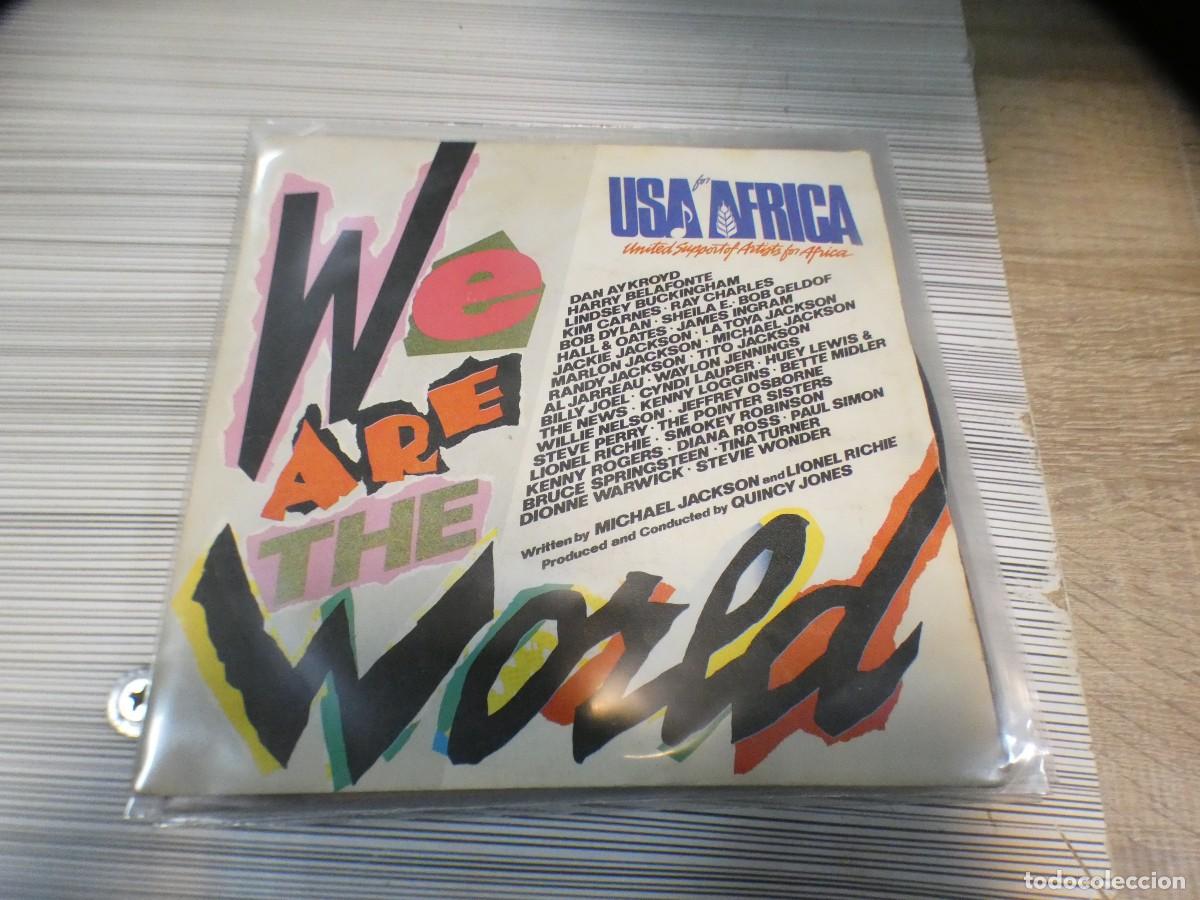 We
ARE
THE
World
USA for AFRICA
United Support of Artists for Africa
DAN AYKROYD
HARRY BELAFONTE
LINDSEY BUCKINGHAM
KIM CARNES · RAY CHARLES
BOB DYLAN · SHEILA E. · BOB GELDOF
HALL & OATES · JAMES INGRAM
JACKIE JACKSON · LA TOYA JACKSON
MARLON JACKSON · MICHAEL JACKSON
RANDY JACKSON · TITO JACKSON
AL JARREAU · WAYLON JENNINGS
BILLY JOEL · CYNDI LAUPER · HUEY LEWIS &
THE NEWS · KENNY LOGGINS · BETTE MIDLER
WILLIE NELSON · JEFFREY OSBORNE
STEVE PERRY · THE POINTER SISTERS
LIONEL RICHIE · SMOKEY ROBINSON
KENNY ROGERS · DIANA ROSS · PAUL SIMON
BRUCE SPRINGSTEEN · TINA TURNER
DIONNE WARWICK · STEVIE WONDER
Written by MICHAEL JACKSON and LIONEL RICHIE
Produced and Conducted by QUINCY JONES
todocoleccion